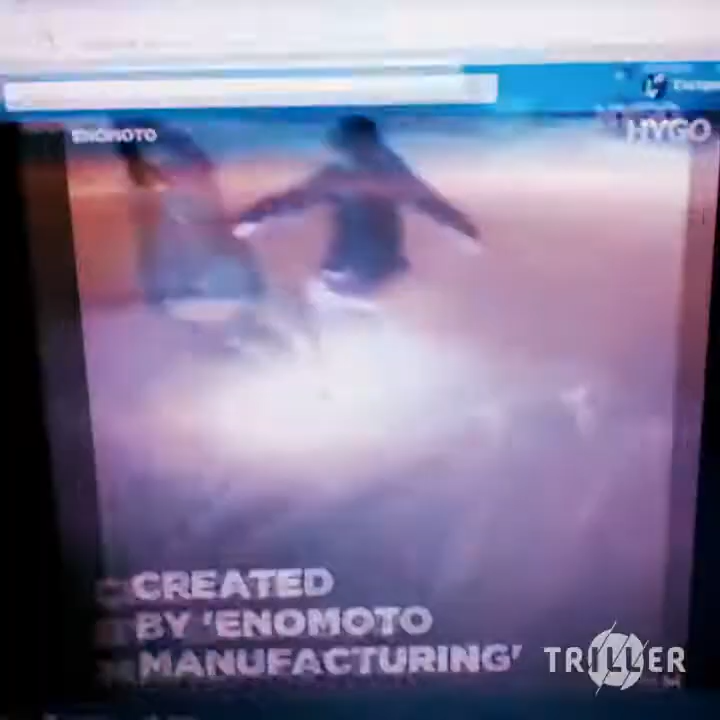 ENOMOTO
HYGO
CREATED
BY 'ENOMOTO
MANUFACTURING'
TRILLER